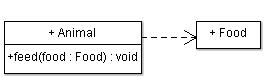 + Animal
+feed(food : Food) : void
+ Food